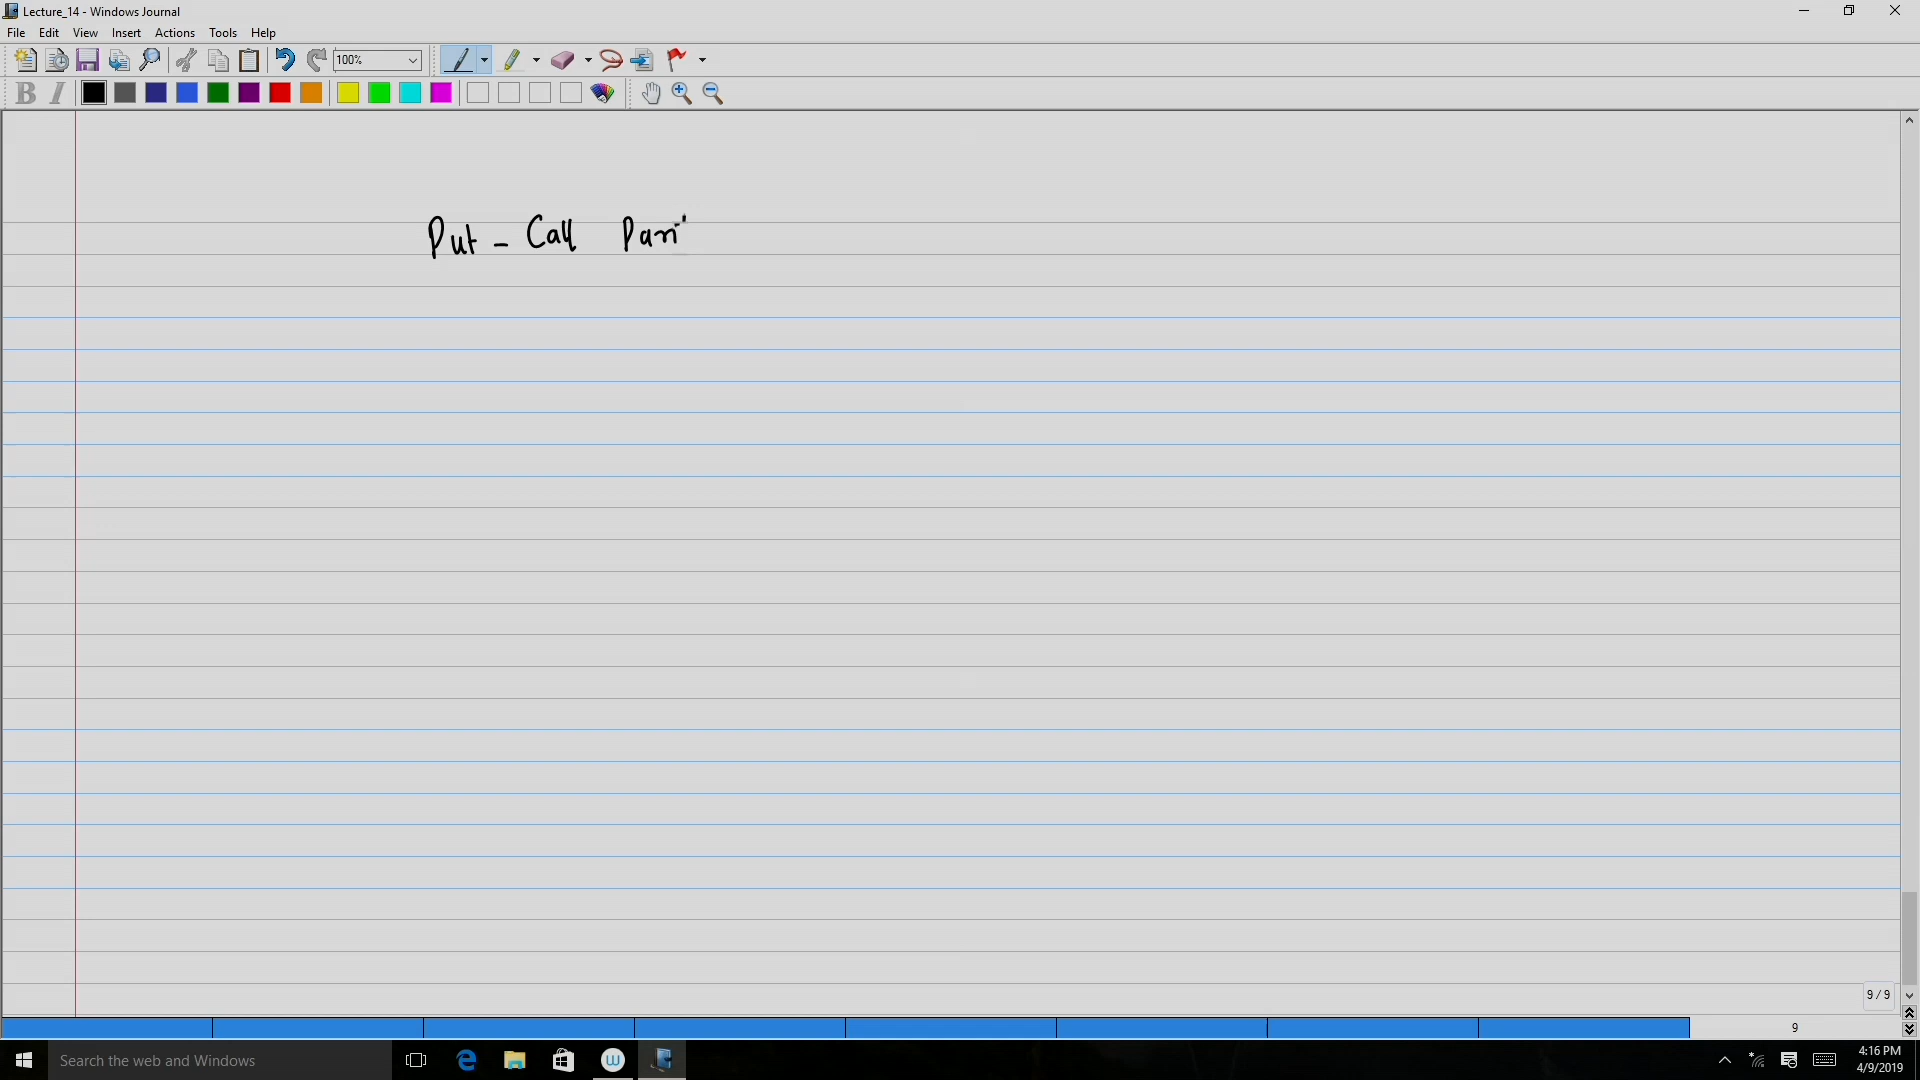 Lecture_14 - Windows Journal
File Edit View Insert Actions Tools Help
100%
B I
Put - Call Pari
9 / 9
9
Search the web and Windows
4:16 PM
4/9/2019